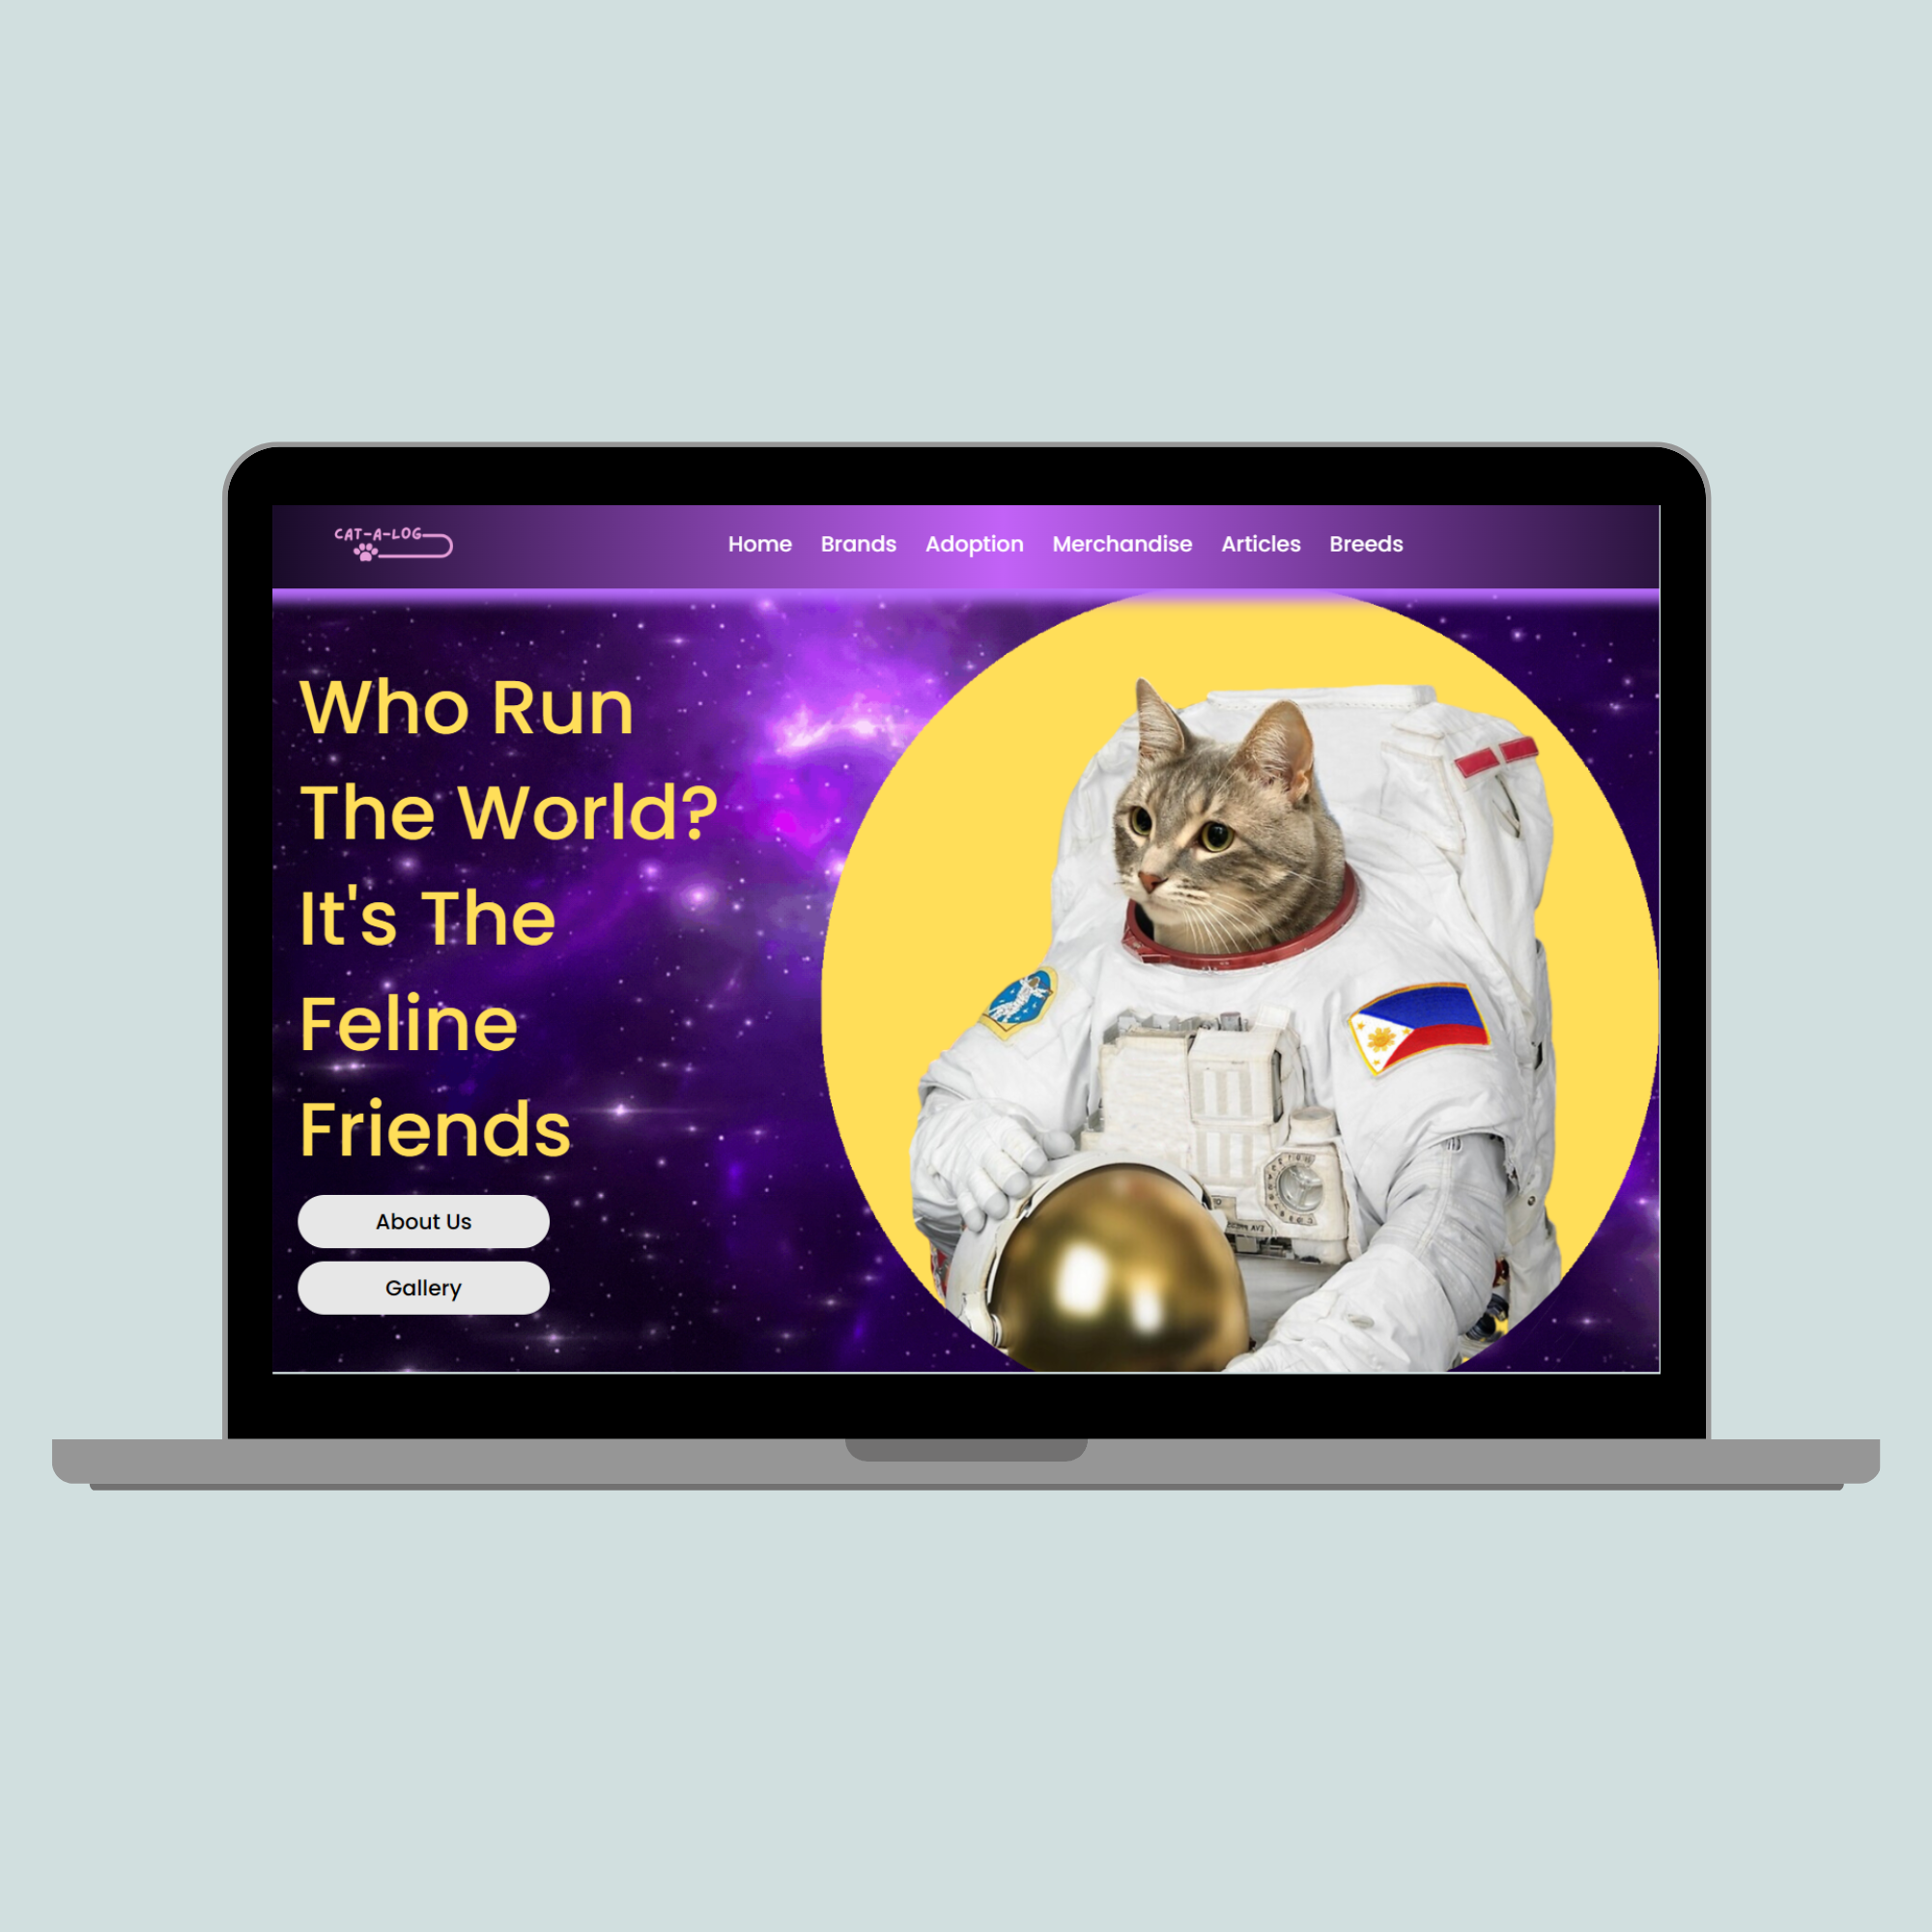 CAT-A-LOG
Home Brands Adoption Merchandise Articles Breeds
Who Run
The World?
It's The
Feline
Friends
About Us
Gallery